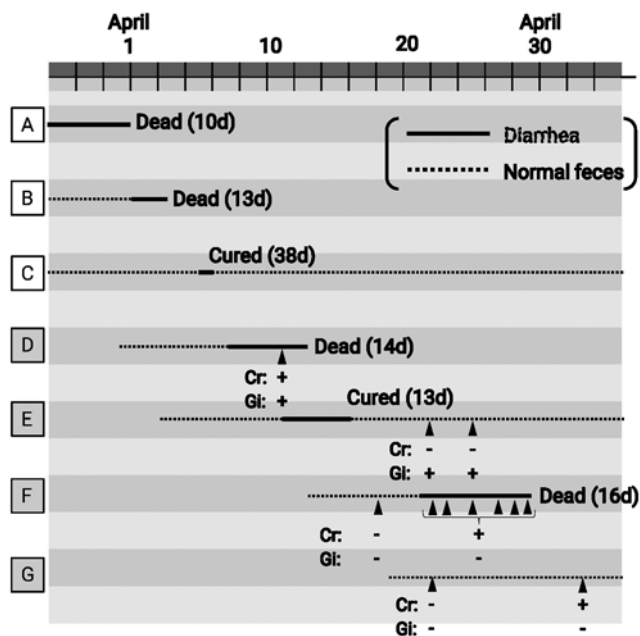 April April
1 10 20 30
A Dead (10d)
Diarrhea
Normal feces
B Dead (13d)
C Cured (38d)
D Dead (14d)
Cr: +
Gi: +
E Cured (13d)
Cr: - -
Gi: + +
F Dead (16d)
Cr: - +
Gi: - -
G
Cr: - +
Gi: - -